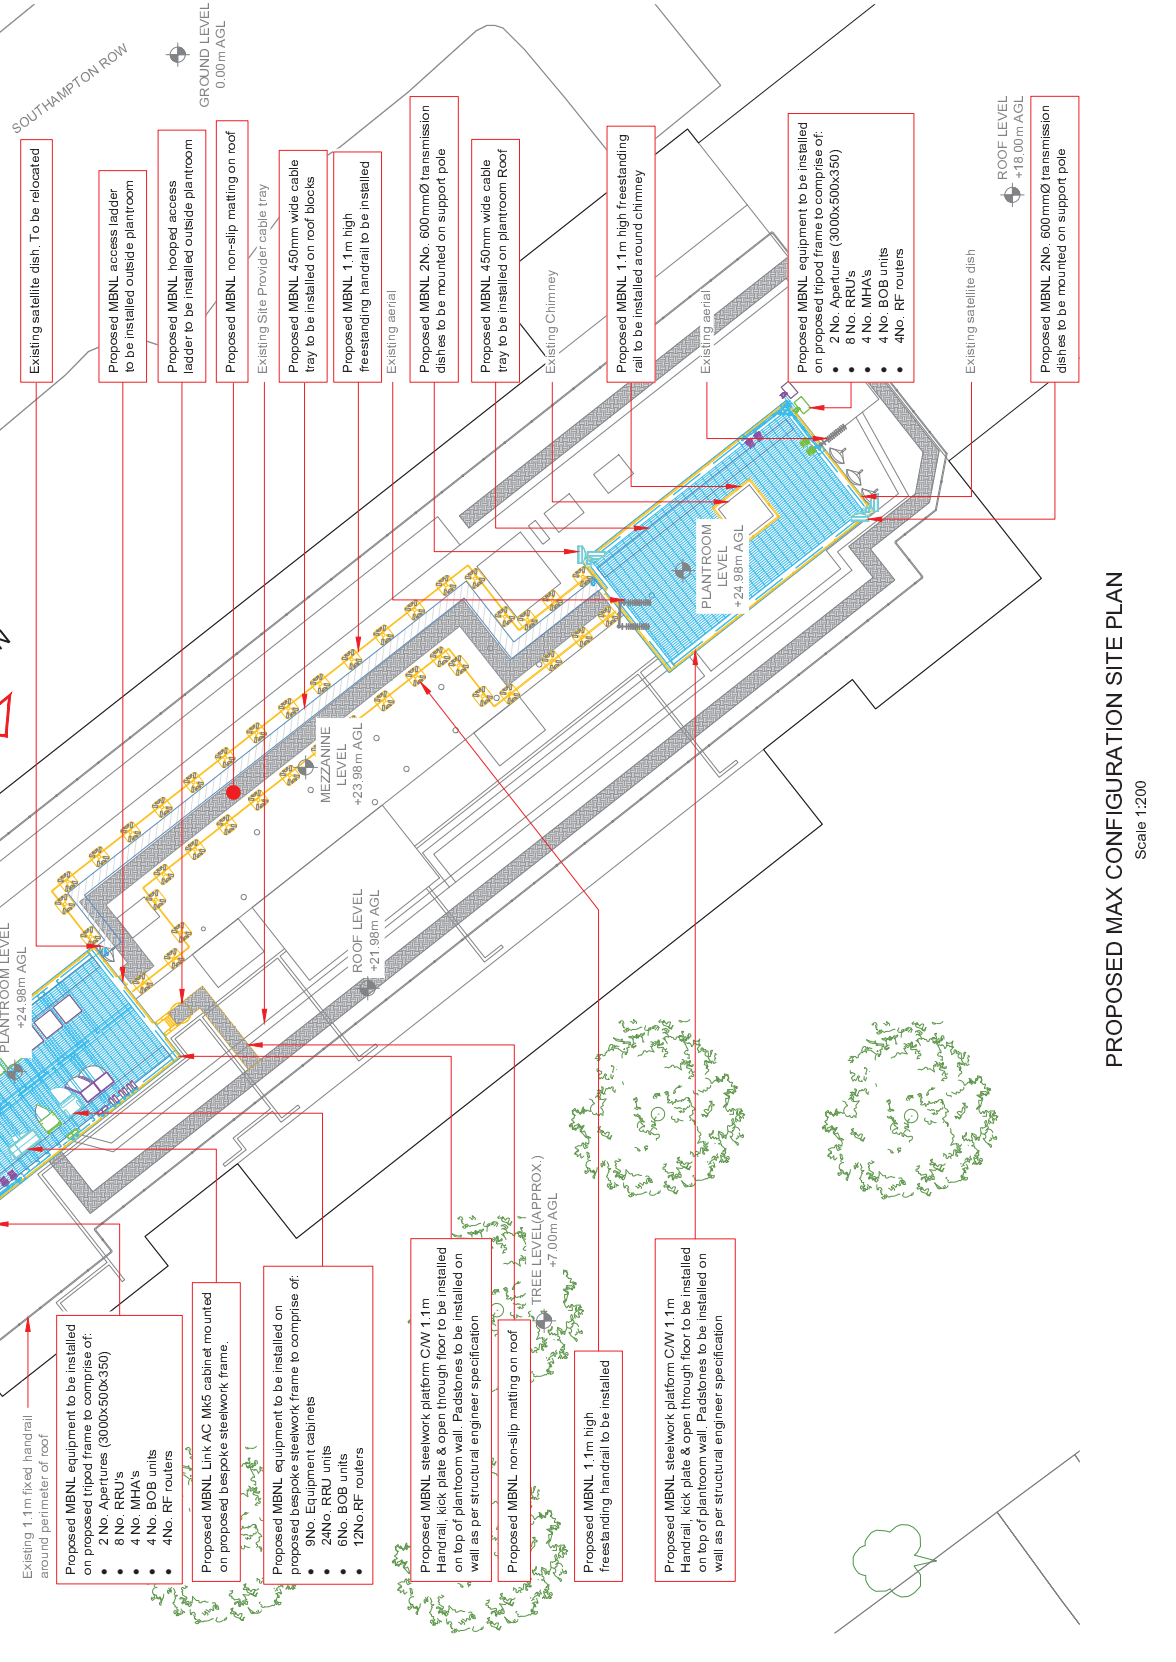 SOUTHAMPTON ROW
GROUND LEVEL
0.00m AGL
Existing satellite dish. To be relocated
Proposed MBNL access ladder
to be installed outside plantroom
Proposed MBNL hooped access
ladder to be installed outside plantroom
Proposed MBNL non-slip matting on roof
Existing Site Provider cable tray
Proposed MBNL 450mm wide cable
tray to be installed on roof blocks
Proposed MBNL 1.1m high
freestanding handrail to be installed
Existing aerial
Proposed MBNL 2No. 600mmØ transmission
dishes to be mounted on support pole
Proposed MBNL 450mm wide cable
tray to be installed on plantroom Roof
Existing Chimney
Proposed MBNL 1.1m high freestanding
rail to be installed around chimney
Existing aerial
Proposed MBNL equipment to be installed
on proposed tripod frame to comprise of:
• 2 No. Apertures (3000x500x350)
• 8 No. RRU's
• 4 No. MHA's
• 4 No. BOB units
• 4No. RF routers
Existing satellite dish
ROOF LEVEL
+18.00m AGL
Proposed MBNL 2No. 600mmØ transmission
dishes to be mounted on support pole
PLANTROOM LEVEL
+24.98m AGL
MEZZANINE
LEVEL
+23.98m AGL
ROOF LEVEL
+21.98m AGL
PLANTROOM
LEVEL
+24.98m AGL
TREE LEVEL(APPROX.)
+7.00m AGL
Existing 1.1m fixed handrail
around perimeter of roof
Proposed MBNL equipment to be installed
on proposed tripod frame to comprise of:
• 2 No. Apertures (3000x500x350)
• 8 No. RRU's
• 4 No. MHA's
• 4 No. BOB units
• 4No. RF routers
Proposed MBNL Link AC Mk5 cabinet mounted
on proposed bespoke steelwork frame.
Proposed MBNL equipment to be installed on
proposed bespoke steelwork frame to comprise of:
• 9No. Equipment cabinets
• 24No. RRU units
• 6No. BOB units
• 12No.RF routers
Proposed MBNL steelwork platform C/W 1.1m
Handrail, kick plate & open through floor to be installed
on top of plantroom wall. Padstones to be installed on
wall as per structural engineer specification
Proposed MBNL non-slip matting on roof
Proposed MBNL 1.1m high
freestanding handrail to be installed
Proposed MBNL steelwork platform C/W 1.1m
Handrail, kick plate & open through floor to be installed
on top of plantroom wall. Padstones to be installed on
wall as per structural engineer specification
PROPOSED MAX CONFIGURATION SITE PLAN
Scale 1:200